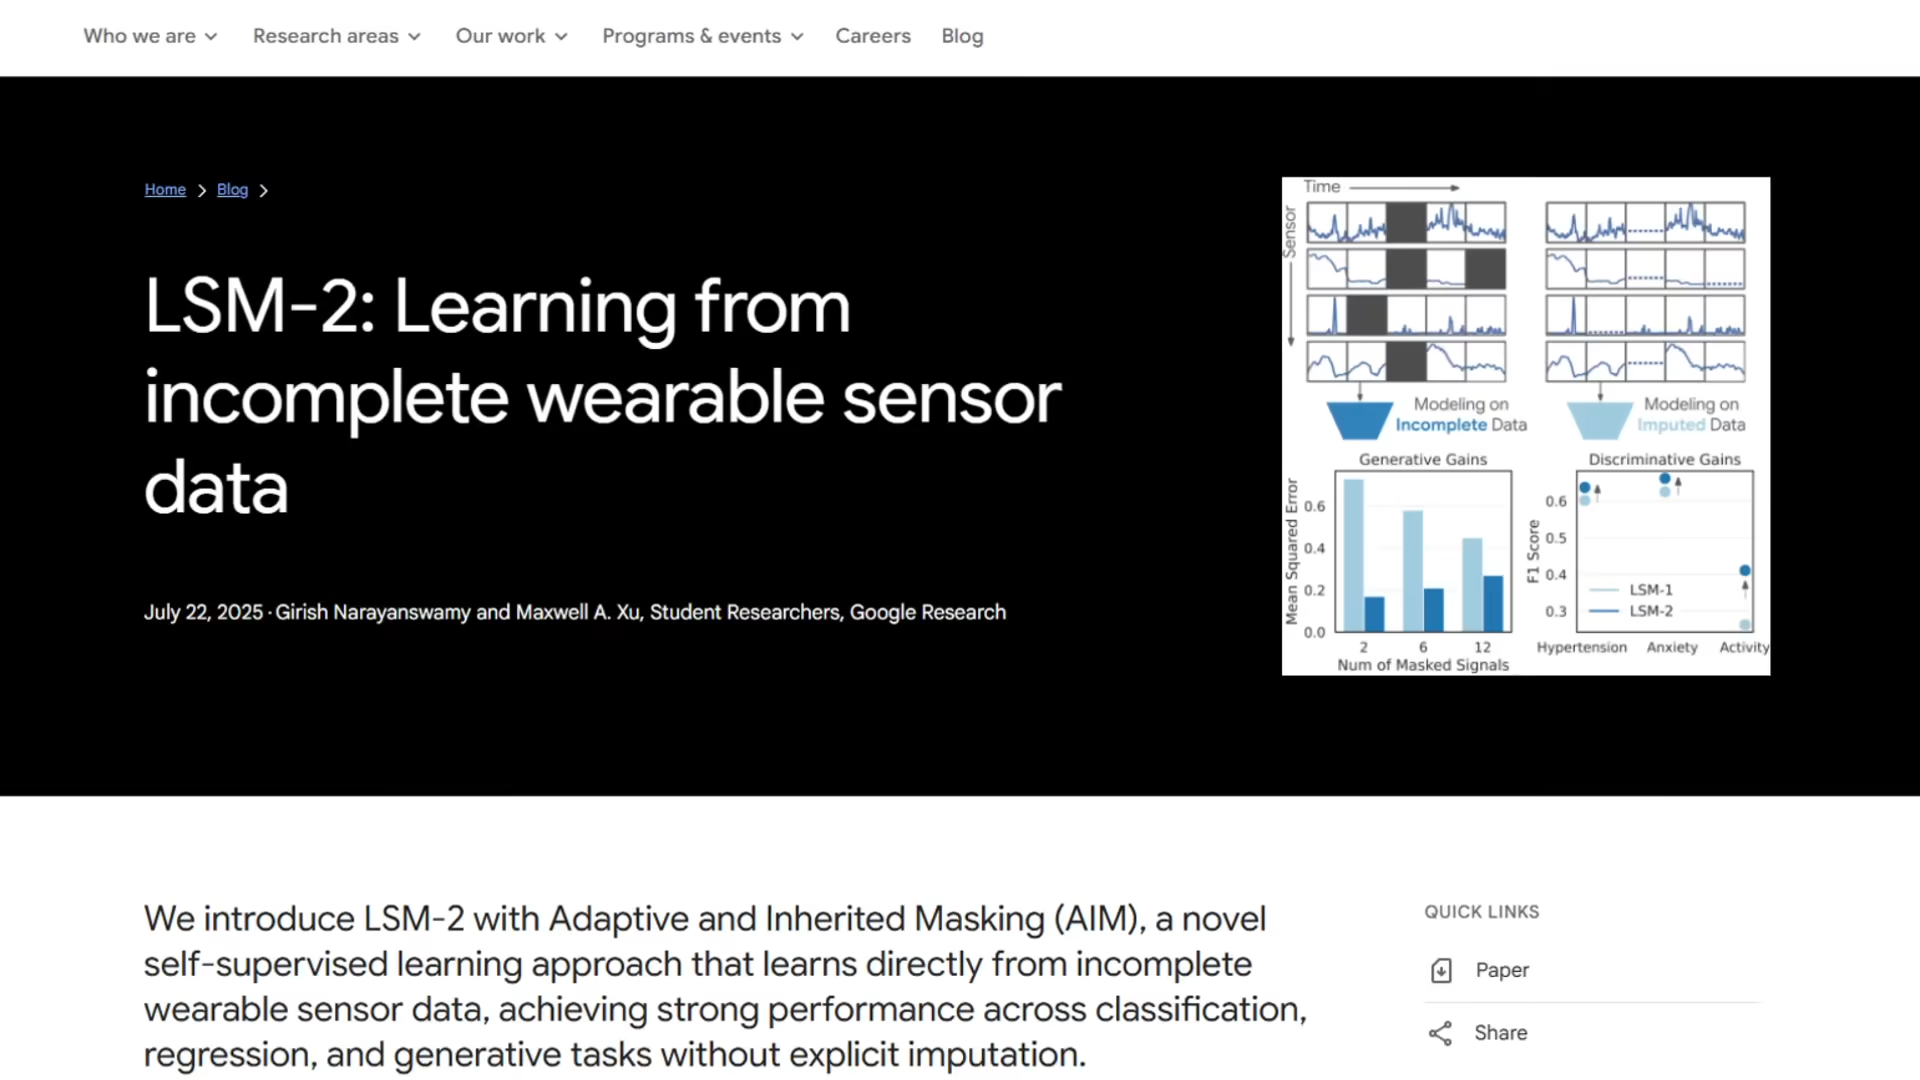 Who we are
Research areas
Our work
Programs & events
Careers
Blog
Home
Blog
LSM-2: Learning from
incomplete wearable sensor
data
July 22, 2025 · Girish Narayanswamy and Maxwell A. Xu, Student Researchers, Google Research
Time
Sensor
Modeling on
Incomplete Data
Modeling on
Imputed Data
Generative Gains
Mean Squared Error
0.6
0.4
0.2
0.0
2
6
12
Num of Masked Signals
Discriminative Gains
F1 Score
0.6
0.5
0.4
0.3
LSM-1
LSM-2
Hypertension
Anxiety
Activity
We introduce LSM-2 with Adaptive and Inherited Masking (AIM), a novel
self-supervised learning approach that learns directly from incomplete
wearable sensor data, achieving strong performance across classification,
regression, and generative tasks without explicit imputation.
QUICK LINKS
Paper
Share